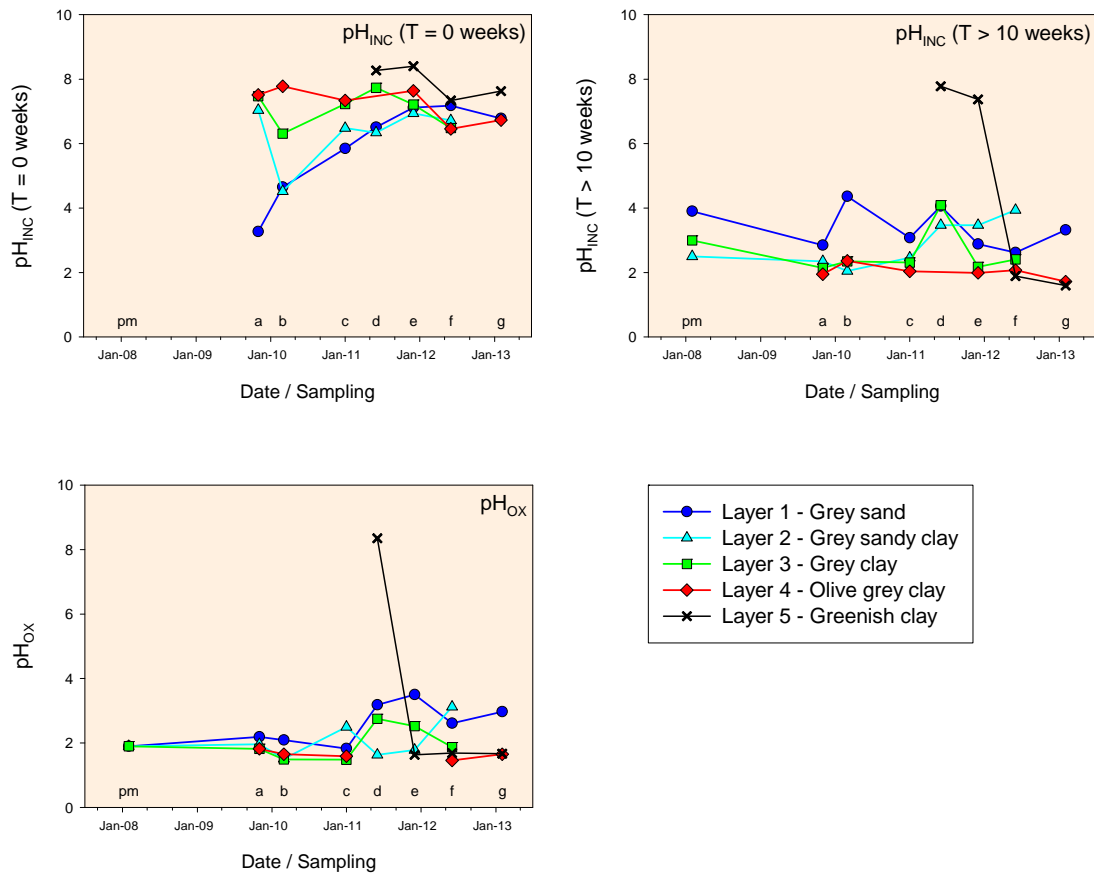 pH_INC (T = 0 weeks)
pH_INC (T = 0 weeks)
10
8
6
4
2
0
pm a b c d e f g
Jan-08 Jan-09 Jan-10 Jan-11 Jan-12 Jan-13
Date / Sampling
pH_INC (T > 10 weeks)
pH_INC (T > 10 weeks)
10
8
6
4
2
0
pm a b c d e f g
Jan-08 Jan-09 Jan-10 Jan-11 Jan-12 Jan-13
Date / Sampling
pH_OX
pH_OX
10
8
6
4
2
0
pm a b c d e f g
Jan-08 Jan-09 Jan-10 Jan-11 Jan-12 Jan-13
Date / Sampling
Layer 1 - Grey sand
Layer 2 - Grey sandy clay
Layer 3 - Grey clay
Layer 4 - Olive grey clay
Layer 5 - Greenish clay